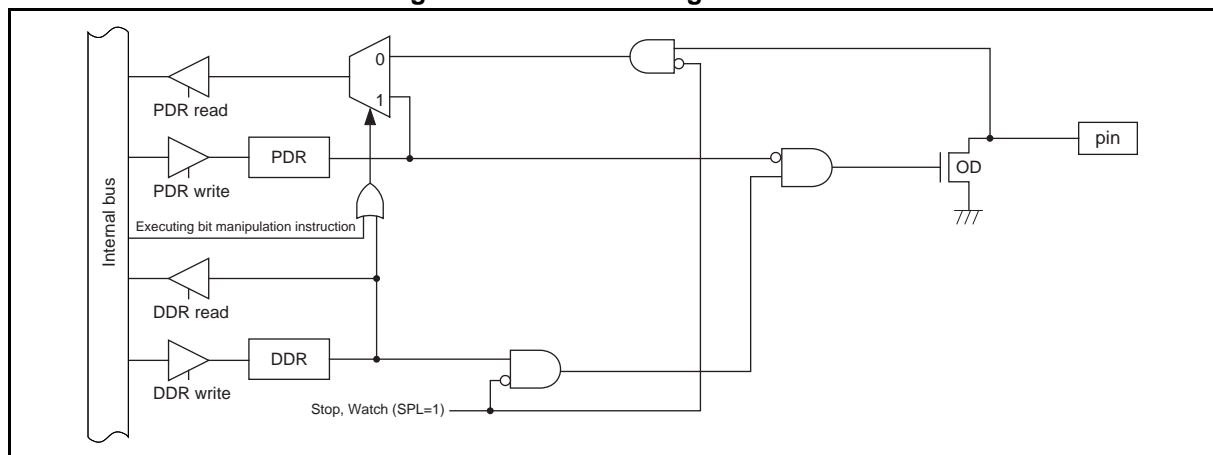 0
1
PDR read
PDR
pin
OD
PDR write
Executing bit manipulation instruction
Internal bus
DDR read
DDR
DDR write
Stop, Watch (SPL=1)